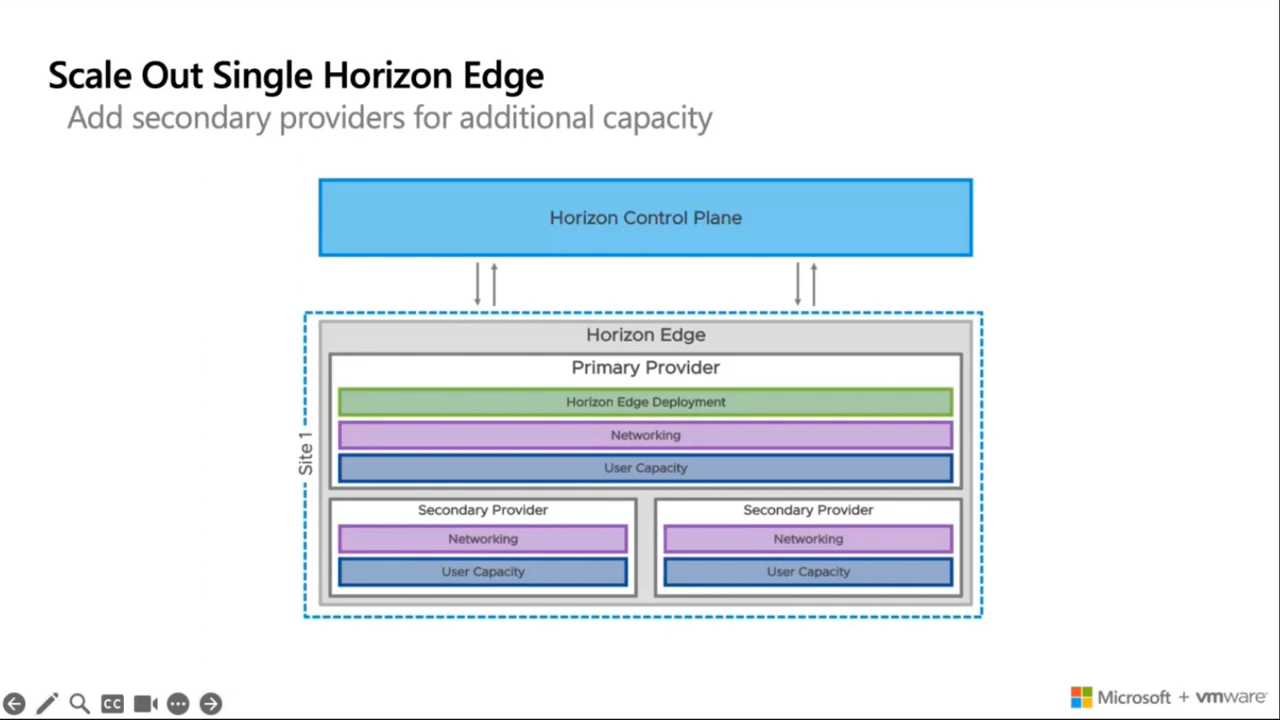 Scale Out Single Horizon Edge
Add secondary providers for additional capacity
Horizon Control Plane
Site 1
Horizon Edge
Primary Provider
Horizon Edge Deployment
Networking
User Capacity
Secondary Provider
Networking
User Capacity
Secondary Provider
Networking
User Capacity
CC
Microsoft + vmware